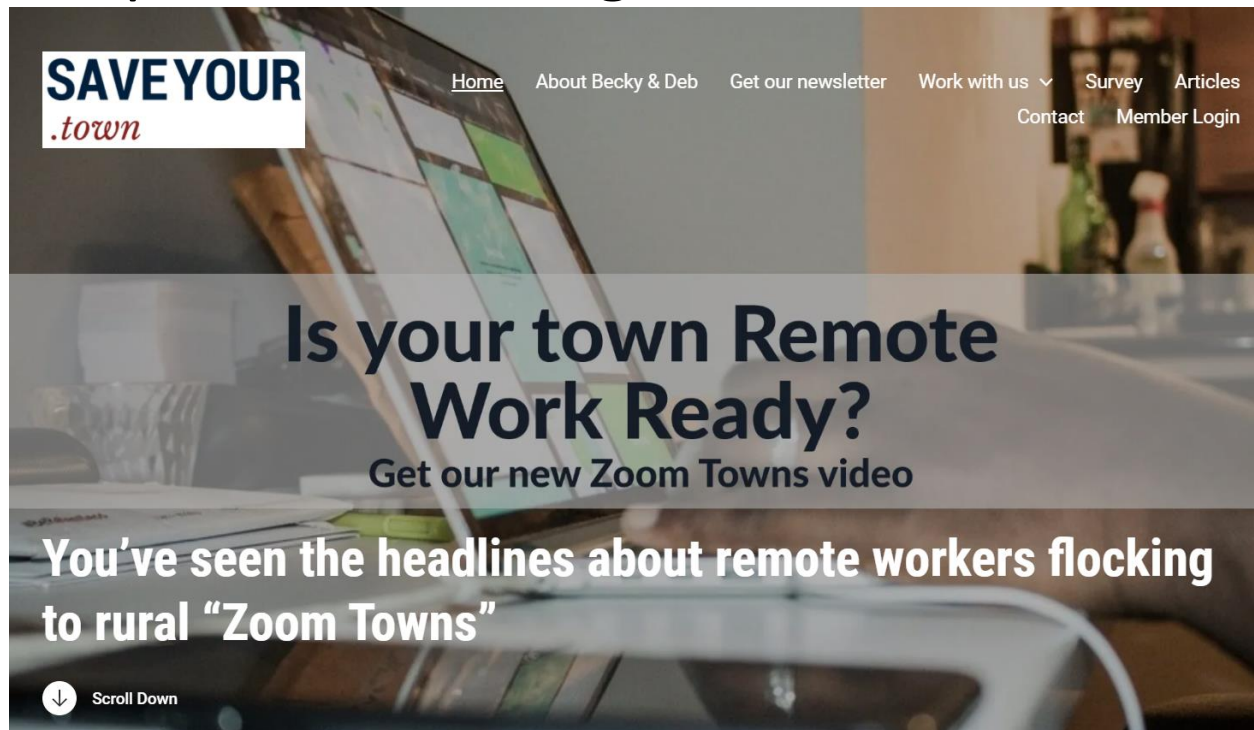 SAVEYOUR
.town
Home About Becky & Deb Get our newsletter Work with us Survey Articles
Contact Member Login
Is your town Remote
Work Ready?
Get our new Zoom Towns video
You’ve seen the headlines about remote workers flocking
to rural “Zoom Towns”
Scroll Down